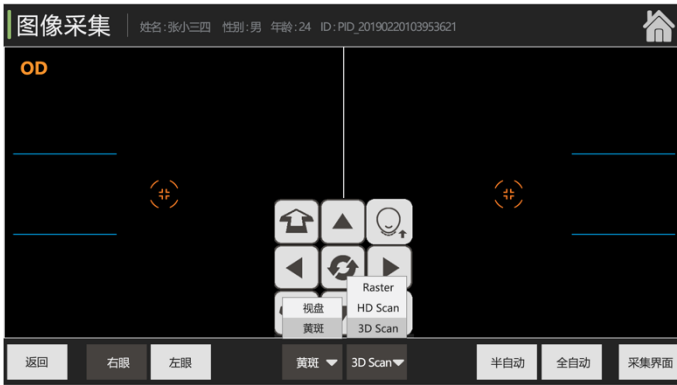 图像采集 姓名:张小三四 性别:男 年龄:24 ID:PID_20190220103953621
OD
Raster
视盘 HD Scan
黄斑 3D Scan
返回 右眼 左眼 黄斑 3D Scan 半自动 全自动 采集界面